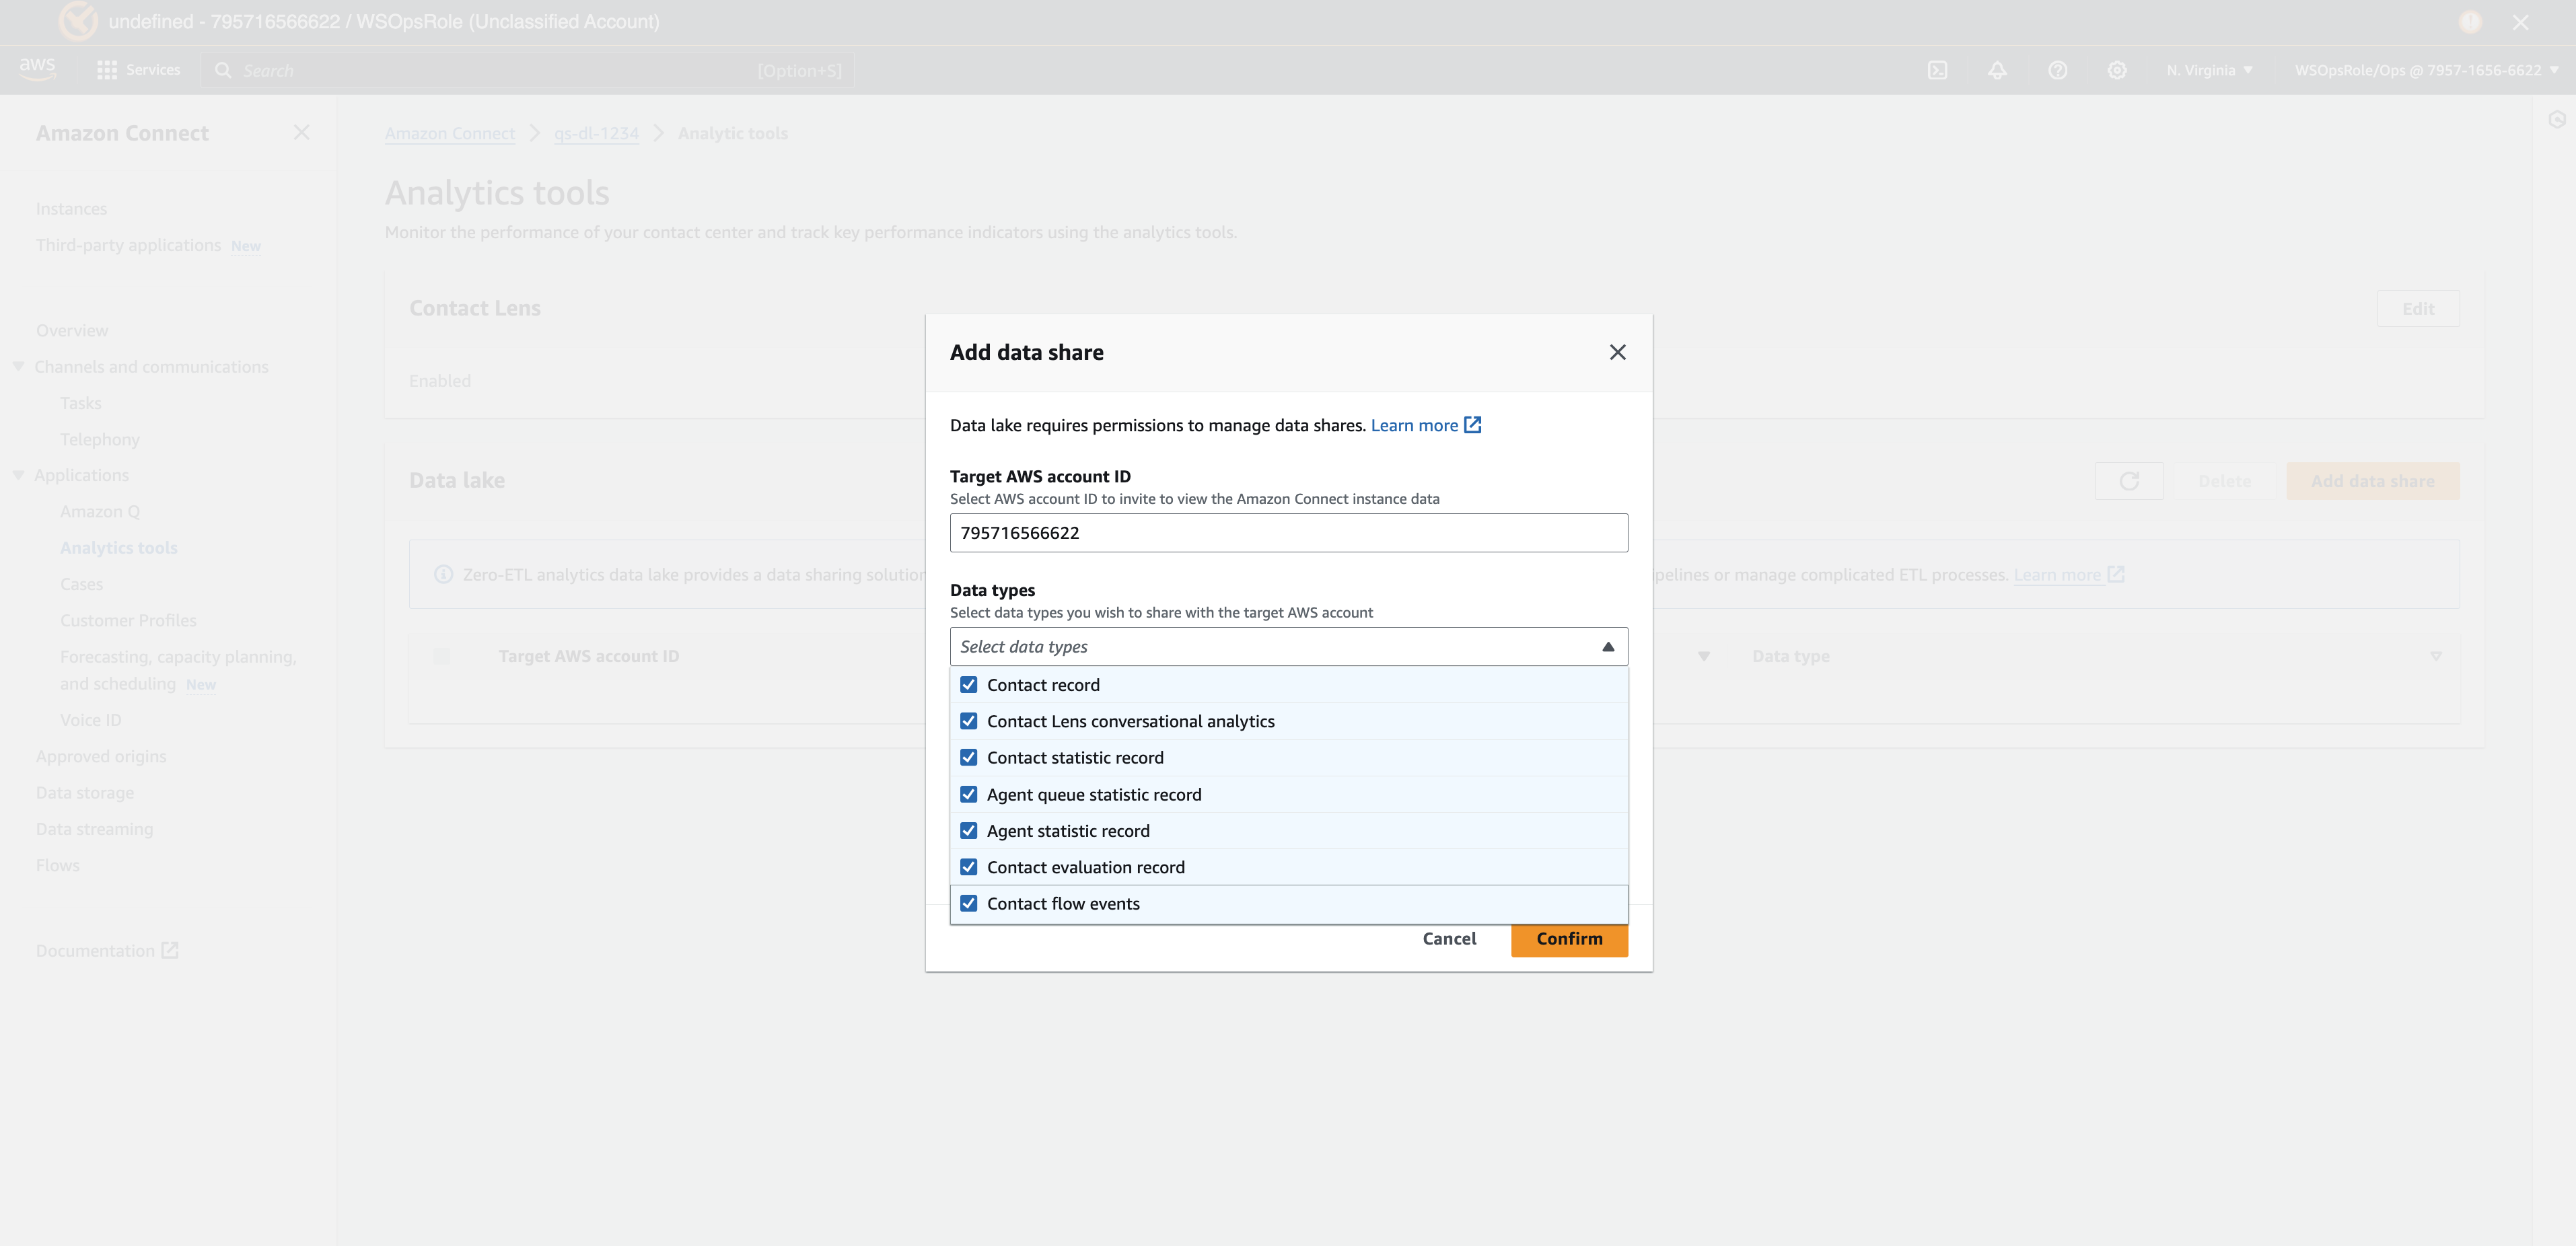 undefined - 795716566622 / WSOpsRole (Unclassified Account)
aws
Services
Search
[Option+S]
N. Virginia
WSOpsRole/Ops @ 7957-1656-6622
Amazon Connect
Instances
Third-party applications New
Overview
Channels and communications
Tasks
Telephony
Applications
Amazon Q
Analytics tools
Cases
Customer Profiles
Forecasting, capacity planning,
and scheduling New
Voice ID
Approved origins
Data storage
Data streaming
Flows
Documentation
Amazon Connect
qs-dl-1234
Analytic tools
Analytics tools
Monitor the performance of your contact center and track key performance indicators using the analytics tools.
Contact Lens
Edit
Enabled
Data lake
Delete
Add data share
Zero-ETL analytics data lake provides a data sharing solution
pelines or manage complicated ETL processes. Learn more
Target AWS account ID
Data type
Add data share
Data lake requires permissions to manage data shares. Learn more
Target AWS account ID
Select AWS account ID to invite to view the Amazon Connect instance data
795716566622
Data types
Select data types you wish to share with the target AWS account
Select data types
Contact record
Contact Lens conversational analytics
Contact statistic record
Agent queue statistic record
Agent statistic record
Contact evaluation record
Contact flow events
Cancel
Confirm